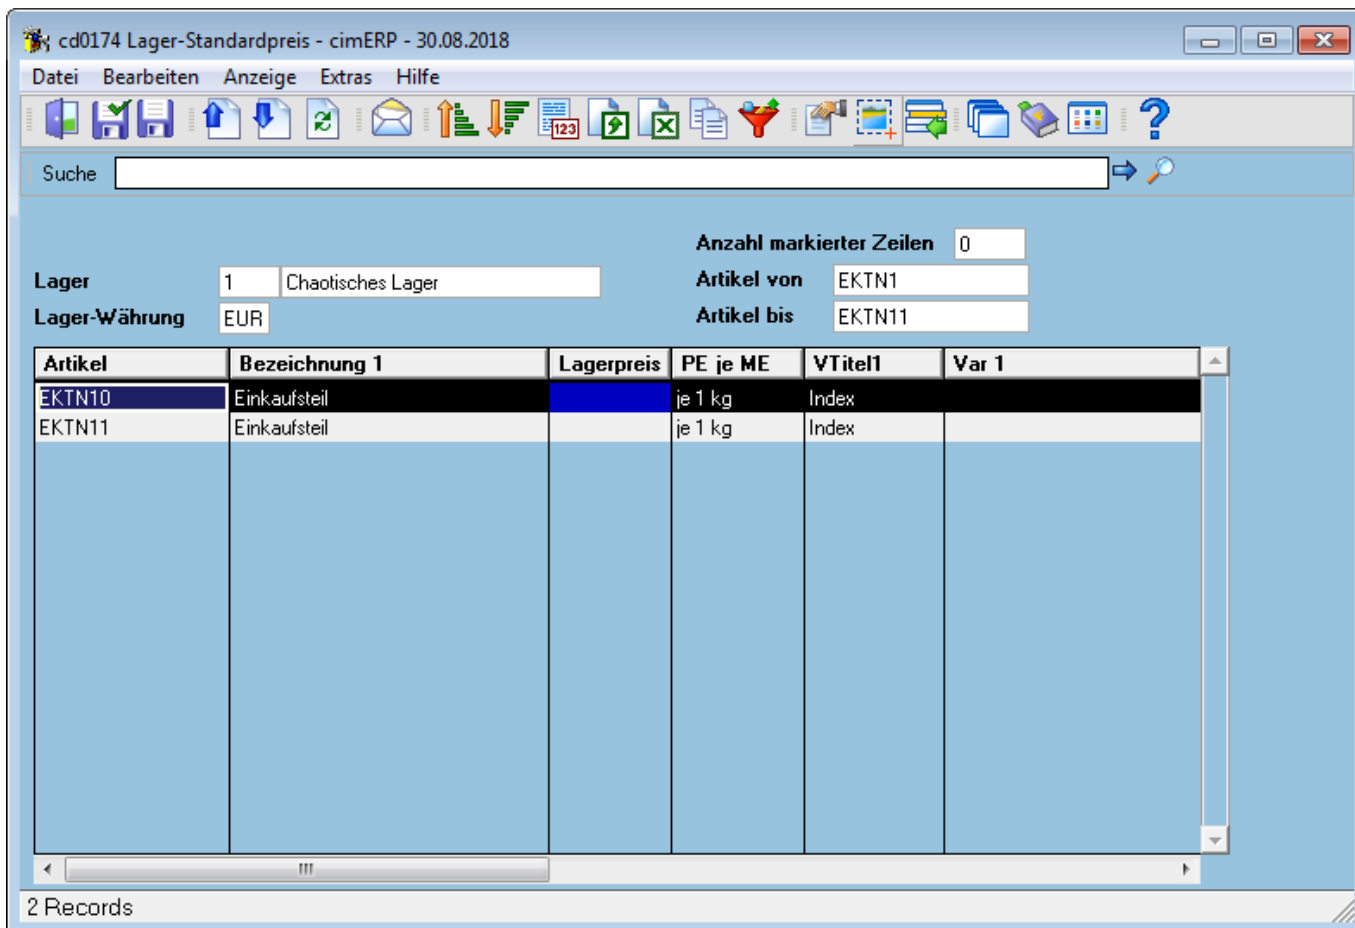 cd0174 Lager-Standardpreis - cimERP - 30.08.2018
Datei Bearbeiten Anzeige Extras Hilfe
123
Suche
Anzahl markierter Zeilen 0
Lager 1 Chaotisches Lager Artikel von EKTN1
Lager-Währung EUR Artikel bis EKTN11
Artikel Bezeichnung 1 Lagerpreis PE je ME VTitel1 Var 1
EKTN10 Einkaufsteil je 1 kg Index
EKTN11 Einkaufsteil je 1 kg Index
2 Records